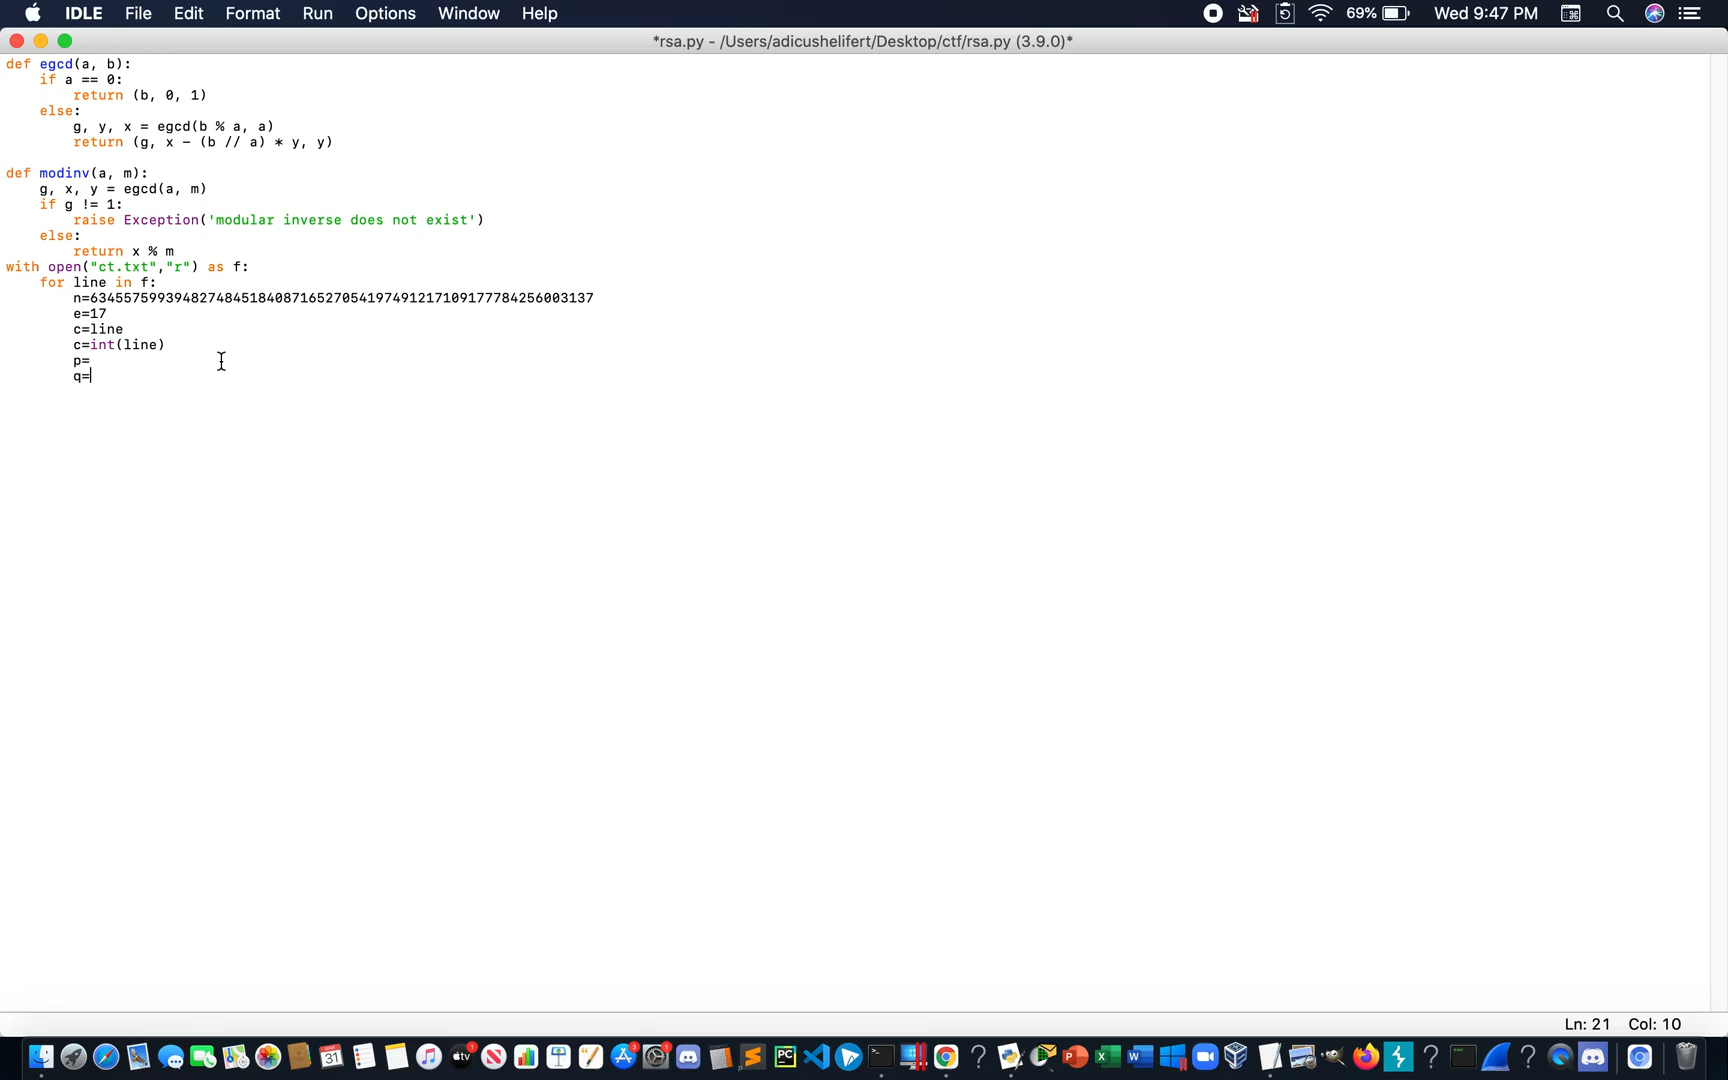 IDLE File Edit Format Run Options Window Help 69% Wed 9:47 PM
*rsa.py - /Users/adicushelifert/Desktop/ctf/rsa.py (3.9.0)*
def egcd(a, b):
    if a == 0:
        return (b, 0, 1)
    else:
        g, y, x = egcd(b % a, a)
        return (g, x - (b // a) * y, y)
def modinv(a, m):
    g, x, y = egcd(a, m)
    if g != 1:
        raise Exception('modular inverse does not exist')
    else:
        return x % m
with open("ct.txt","r") as f:
    for line in f:
        n=634557599394827484518408716527054197491217109177784256003137
        e=17
        c=line
        c=int(line)
        p=
        q=
Ln: 21 Col: 10